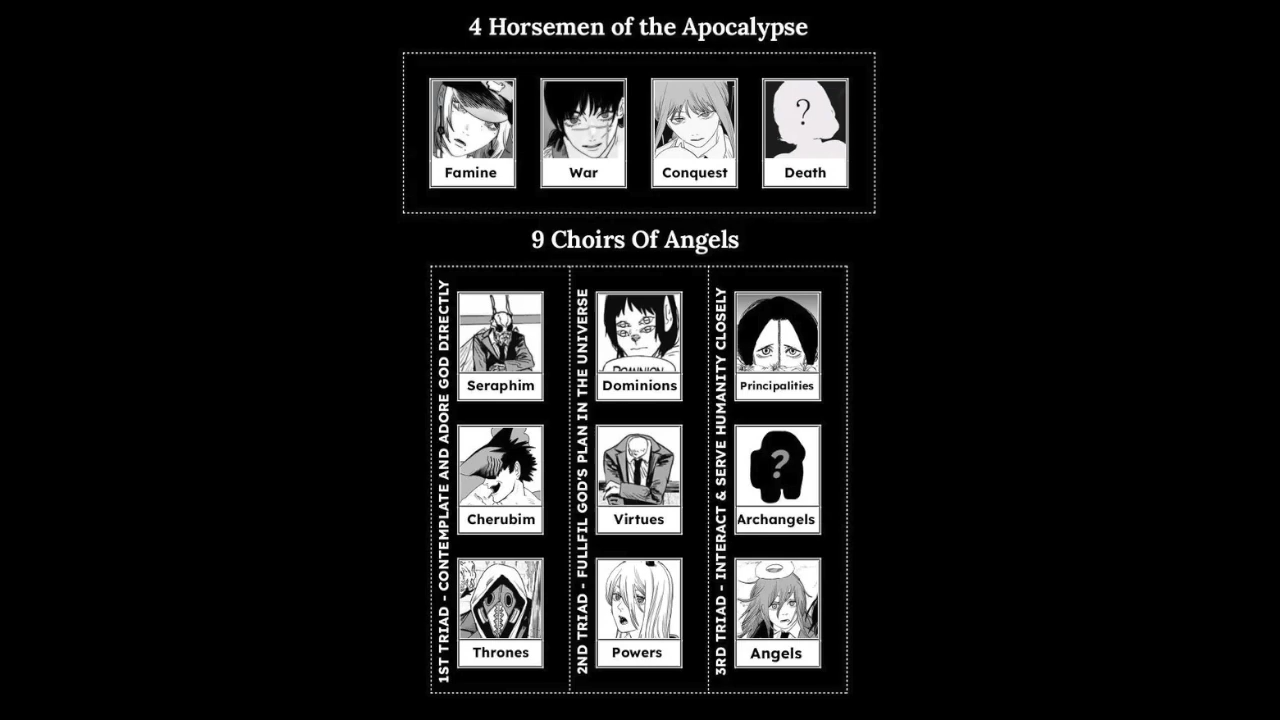 4 Horsemen of the Apocalypse
Famine
War
Conquest
?
Death
9 Choirs Of Angels
1ST TRIAD - CONTEMPLATE AND ADORE GOD DIRECTLY
Seraphim
Cherubim
Thrones
2ND TRIAD - FULLFIL GOD'S PLAN IN THE UNIVERSE
DOMINION
Dominions
Virtues
Powers
3RD TRIAD - INTERACT & SERVE HUMANITY CLOSELY
Principalities
?
Archangels
Angels